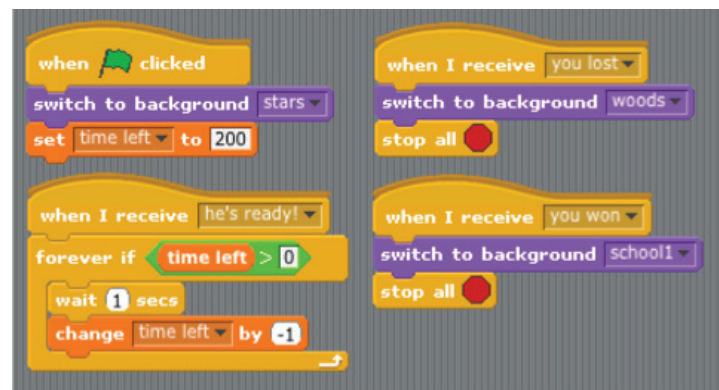 when clicked
switch to background stars
set time left to 200
when I receive he's ready!
forever if time left > 0
wait 1 secs
change time left by -1
when I receive you lost
switch to background woods
stop all
when I receive you won
switch to background school1
stop all